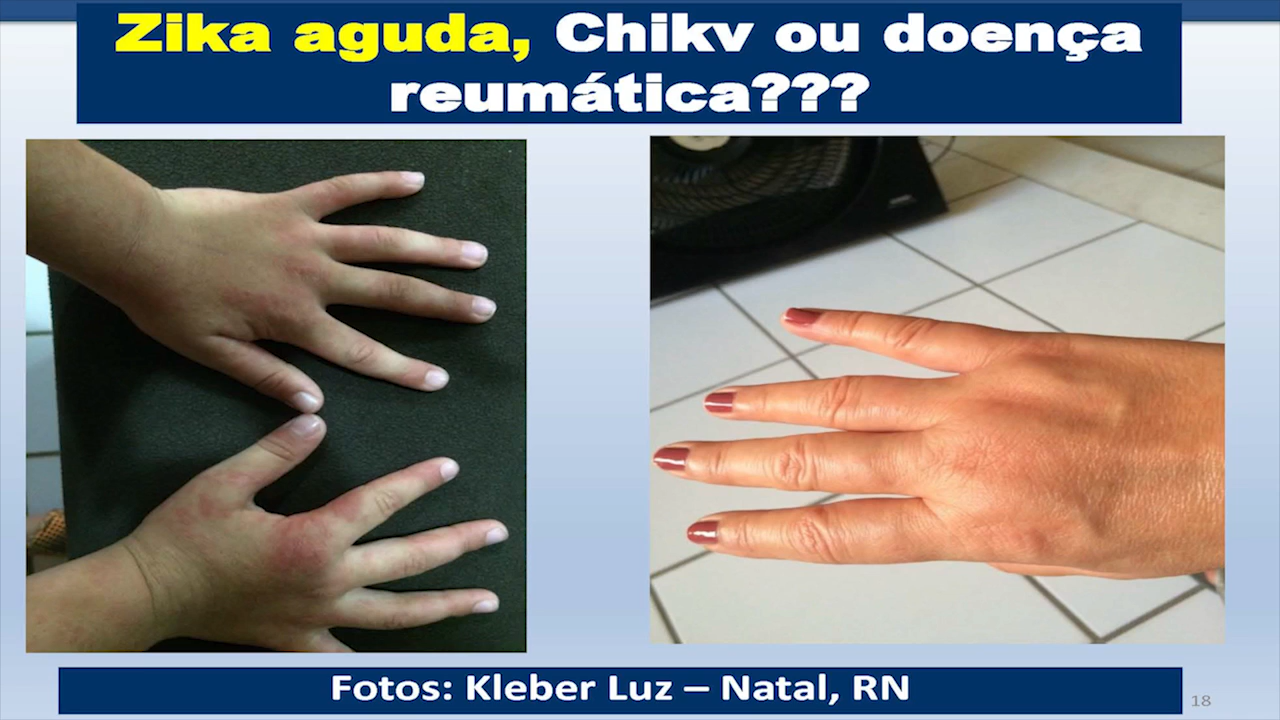 Zika aguda, Chikv ou doença
reumática???
Fotos: Kleber Luz – Natal, RN
18